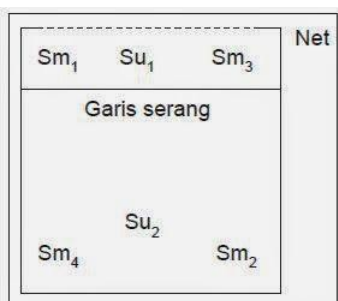 Net
Sm₁ Su₁ Sm₃
Garis serang
Su₂
Sm₄ Sm₂